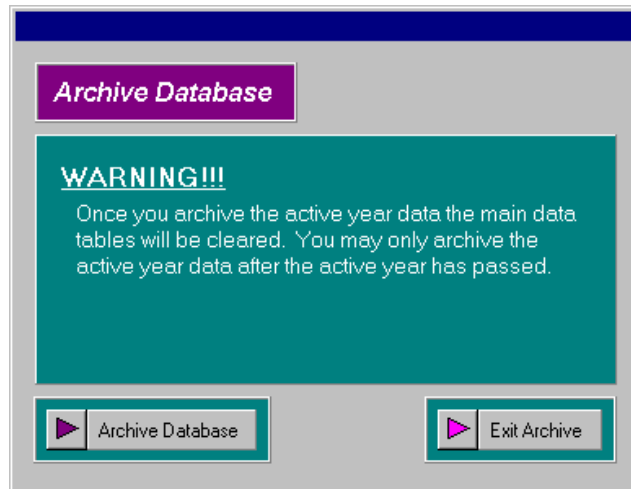 Archive Database
WARNING!!!
Once you archive the active year data the main data
tables will be cleared.  You may only archive the
active year data after the active year has passed.
Archive Database
Exit Archive